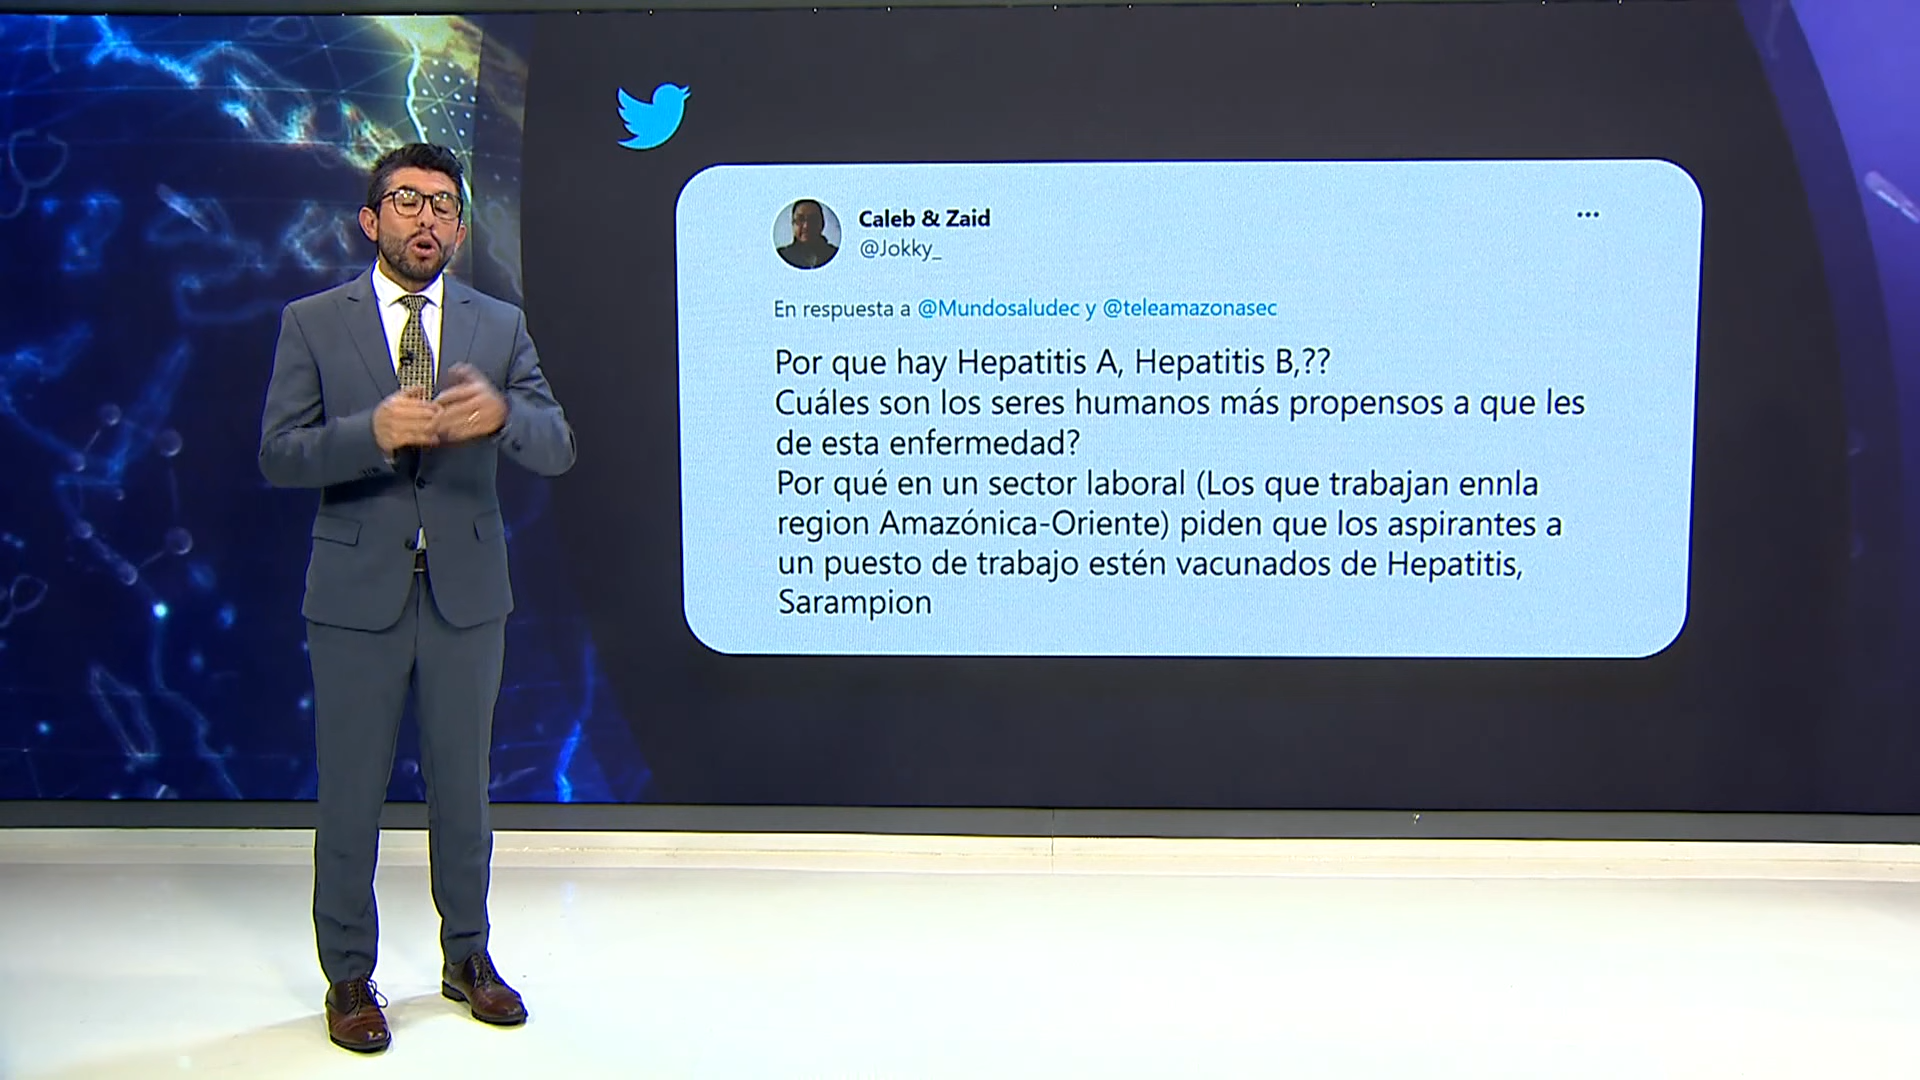 Caleb & Zaid
@Jokky_
En respuesta a @Mundosaludec y @teleamazonasec
Por que hay Hepatitis A, Hepatitis B,??
Cuáles son los seres humanos más propensos a que les
de esta enfermedad?
Por qué en un sector laboral (Los que trabajan ennla
region Amazónica-Oriente) piden que los aspirantes a
un puesto de trabajo estén vacunados de Hepatitis,
Sarampion